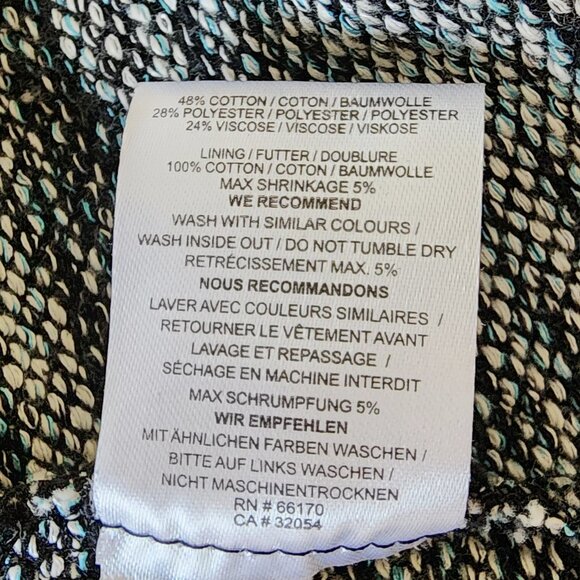 48% COTTON / COTON / BAUMWOLLE
28% POLYESTER / POLYESTER / POLYESTER
24% VISCOSE / VISCOSE / VISKOSE
LINING / FUTTER / DOUBLURE
100% COTTON / COTON / BAUMWOLLE
MAX SHRINKAGE 5%
WE RECOMMEND
WASH WITH SIMILAR COLOURS /
WASH INSIDE OUT / DO NOT TUMBLE DRY
RETRÉCISSEMENT MAX. 5%
NOUS RECOMMANDONS
LAVER AVEC COULEURS SIMILAIRES /
RETOURNER LE VÊTEMENT AVANT
LAVAGE ET REPASSAGE /
SÉCHAGE EN MACHINE INTERDIT
MAX SCHRUMPFUNG 5%
WIR EMPFEHLEN
MIT ÄHNLICHEN FARBEN WASCHEN /
BITTE AUF LINKS WASCHEN /
NICHT MASCHINENTROCKNEN
RN # 66170
CA # 32054